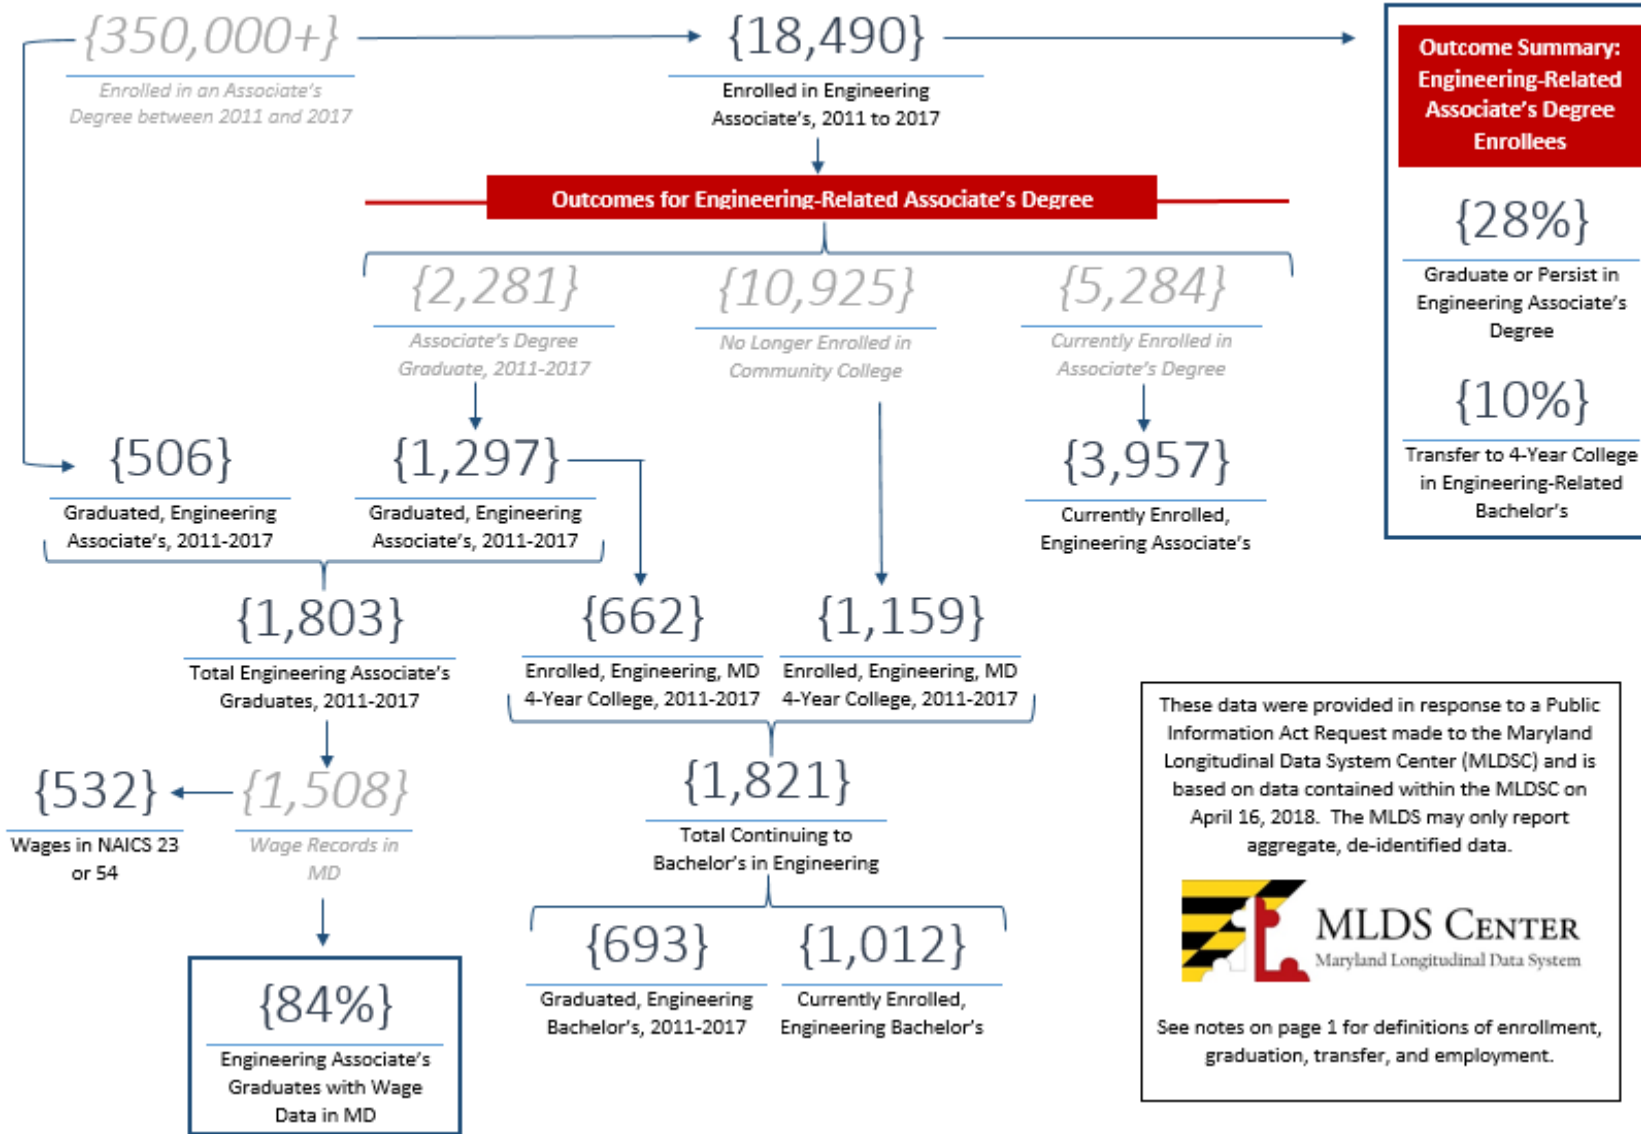 {350,000+}
Enrolled in an Associate's
Degree between 2011 and 2017
{18,490}
Enrolled in Engineering
Associate's, 2011 to 2017
Outcome Summary:
Engineering-Related
Associate's Degree
Enrollees
{28%}
Graduate or Persist in
Engineering Associate's
Degree
{10%}
Transfer to 4-Year College
in Engineering-Related
Bachelor's
Outcomes for Engineering-Related Associate's Degree
{2,281}
Associate's Degree
Graduate, 2011-2017
{10,925}
No Longer Enrolled in
Community College
{5,284}
Currently Enrolled in
Associate's Degree
{506}
Graduated, Engineering
Associate's, 2011-2017
{1,297}
Graduated, Engineering
Associate's, 2011-2017
{3,957}
Currently Enrolled,
Engineering Associate's
{1,803}
Total Engineering Associate's
Graduates, 2011-2017
{662}
Enrolled, Engineering, MD
4-Year College, 2011-2017
{1,159}
Enrolled, Engineering, MD
4-Year College, 2011-2017
{532}
Wages in NAICS 23
or 54
{1,508}
Wage Records in
MD
{1,821}
Total Continuing to
Bachelor's in Engineering
{693}
Graduated, Engineering
Bachelor's, 2011-2017
{1,012}
Currently Enrolled,
Engineering Bachelor's
{84%}
Engineering Associate's
Graduates with Wage
Data in MD
These data were provided in response to a Public
Information Act Request made to the Maryland
Longitudinal Data System Center (MLDSC) and is
based on data contained within the MLDSC on
April 16, 2018. The MLDS may only report
aggregate, de-identified data.
MLDS CENTER
Maryland Longitudinal Data System
See notes on page 1 for definitions of enrollment,
graduation, transfer, and employment.